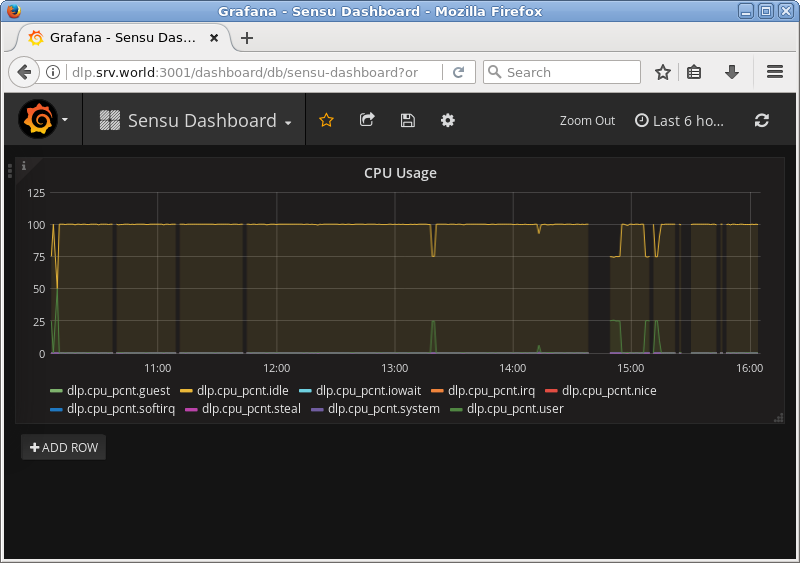 Grafana - Sensu Dashboard - Mozilla Firefox
Grafana - Sensu Das...
dlp.srv.world:3001/dashboard/db/sensu-dashboard?or
Search
Sensu Dashboard
Zoom Out
Last 6 ho...
CPU Usage
125
100
75
50
25
0
11:00 12:00 13:00 14:00 15:00 16:00
dlp.cpu_pcnt.guest dlp.cpu_pcnt.idle dlp.cpu_pcnt.iowait dlp.cpu_pcnt.irq dlp.cpu_pcnt.nice
dlp.cpu_pcnt.softirq dlp.cpu_pcnt.steal dlp.cpu_pcnt.system dlp.cpu_pcnt.user
+ ADD ROW